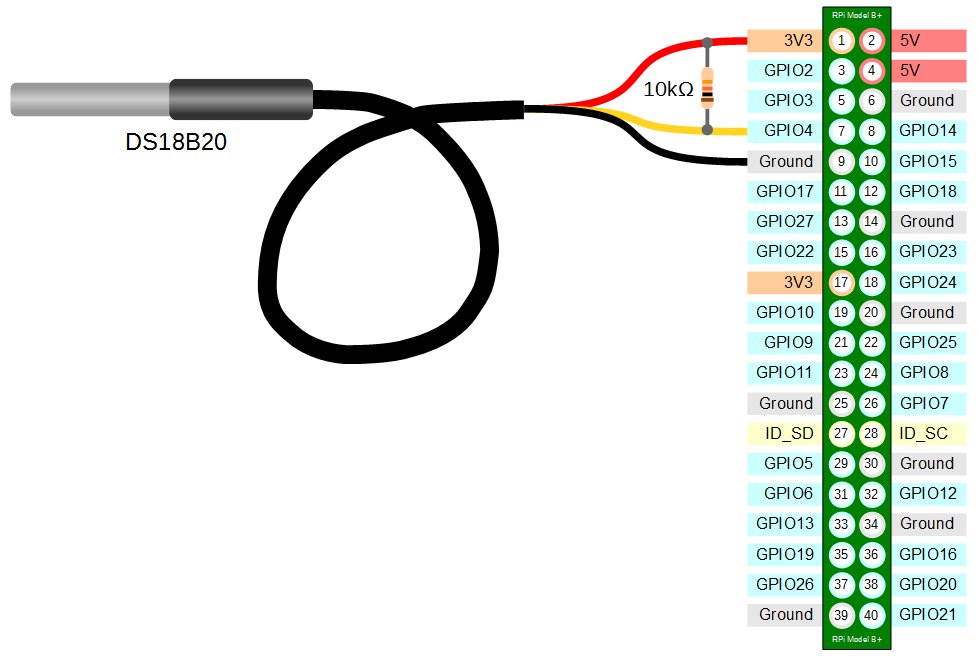 RPi Model B+
3V3 1 2 5V
GPIO2 3 4 5V
10kΩ
GPIO3 5 6 Ground
GPIO4 7 8 GPIO14
DS18B20
Ground 9 10 GPIO15
GPIO17 11 12 GPIO18
GPIO27 13 14 Ground
GPIO22 15 16 GPIO23
3V3 17 18 GPIO24
GPIO10 19 20 Ground
GPIO9 21 22 GPIO25
GPIO11 23 24 GPIO8
Ground 25 26 GPIO7
ID_SD 27 28 ID_SC
GPIO5 29 30 Ground
GPIO6 31 32 GPIO12
GPIO13 33 34 Ground
GPIO19 35 36 GPIO16
GPIO26 37 38 GPIO20
Ground 39 40 GPIO21
RPi Model B+